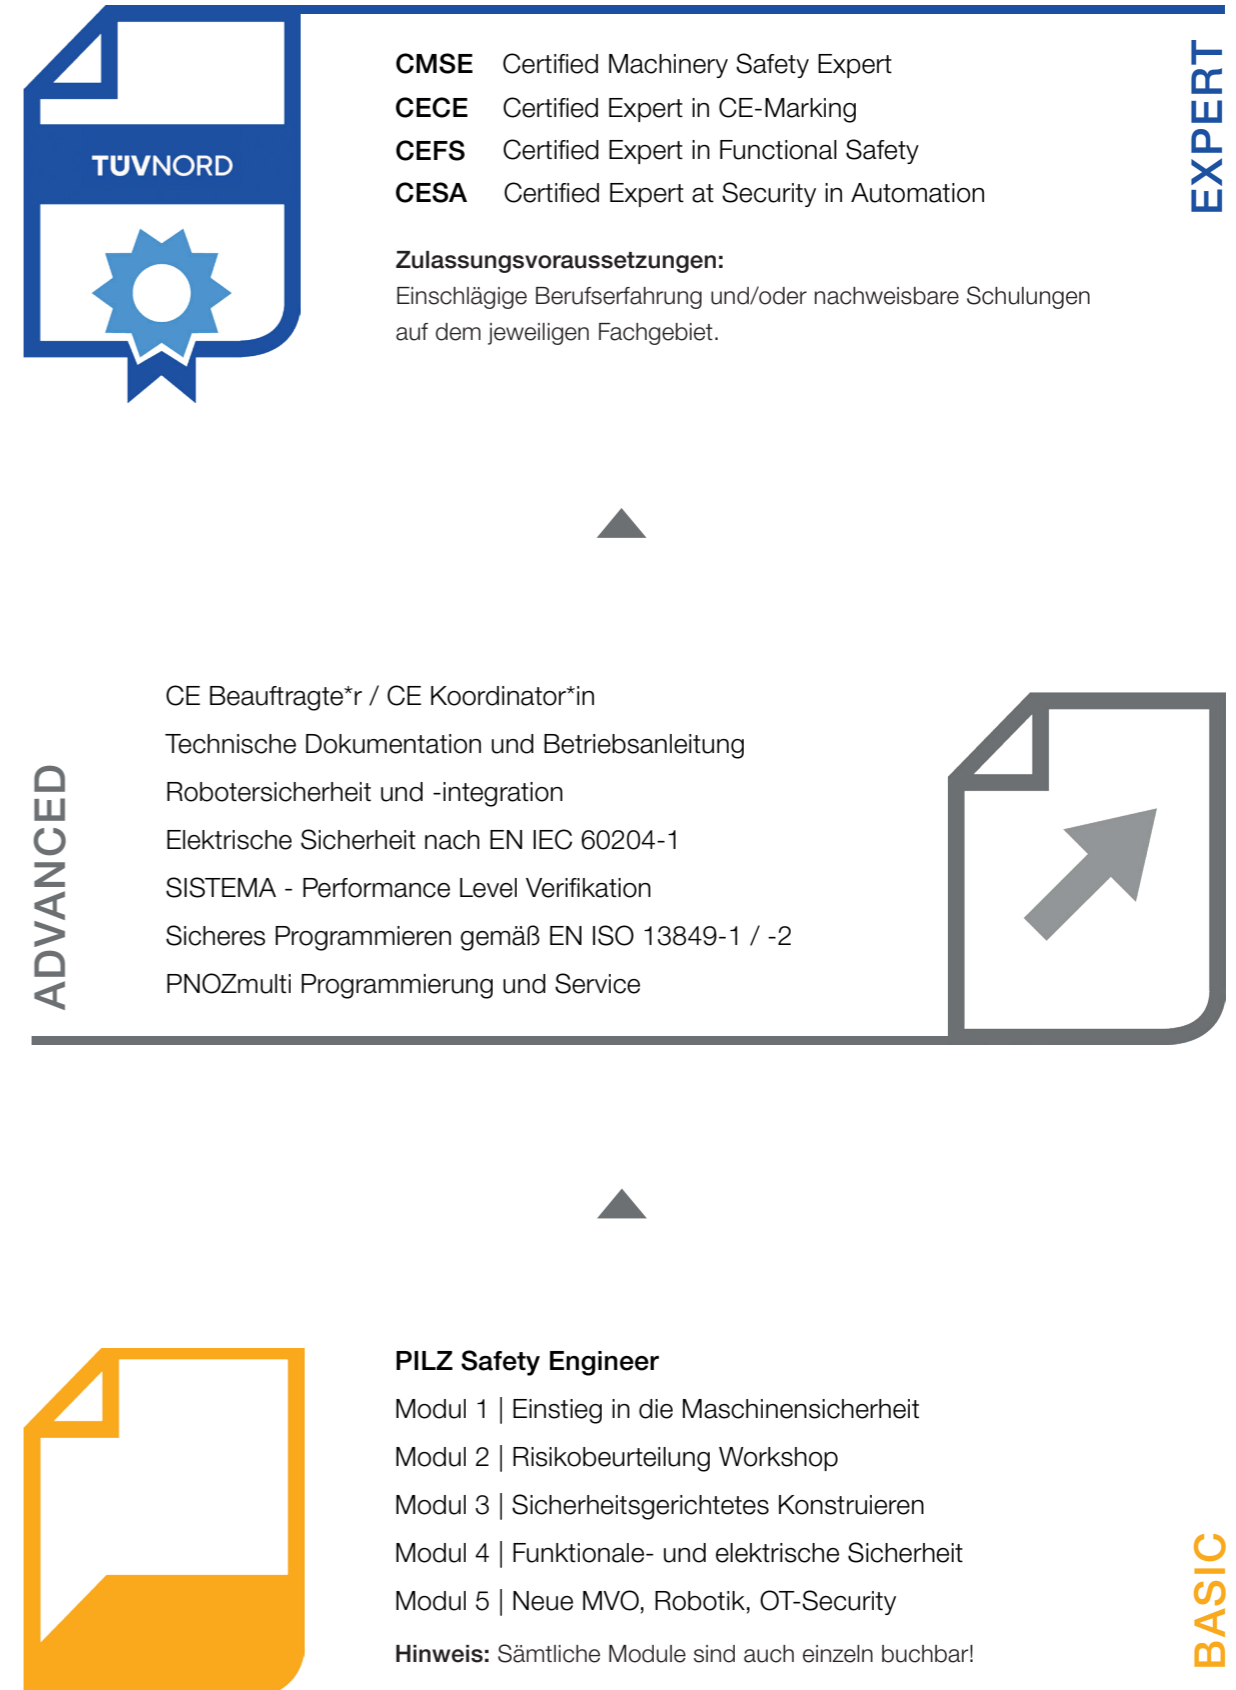 TÜVNORD
CMSE Certified Machinery Safety Expert
CECE Certified Expert in CE-Marking
CEFS Certified Expert in Functional Safety
CESA Certified Expert at Security in Automation
Zulassungsvoraussetzungen:
Einschlägige Berufserfahrung und/oder nachweisbare Schulungen
auf dem jeweiligen Fachgebiet.
EXPERT
ADVANCED
CE Beauftragte*r / CE Koordinator*in
Technische Dokumentation und Betriebsanleitung
Robotersicherheit und -integration
Elektrische Sicherheit nach EN IEC 60204-1
SISTEMA - Performance Level Verifikation
Sicheres Programmieren gemäß EN ISO 13849-1 / -2
PNOZmulti Programmierung und Service
PILZ Safety Engineer
Modul 1 | Einstieg in die Maschinensicherheit
Modul 2 | Risikobeurteilung Workshop
Modul 3 | Sicherheitsgerichtetes Konstruieren
Modul 4 | Funktionale- und elektrische Sicherheit
Modul 5 | Neue MVO, Robotik, OT-Security
Hinweis: Sämtliche Module sind auch einzeln buchbar!
BASIC